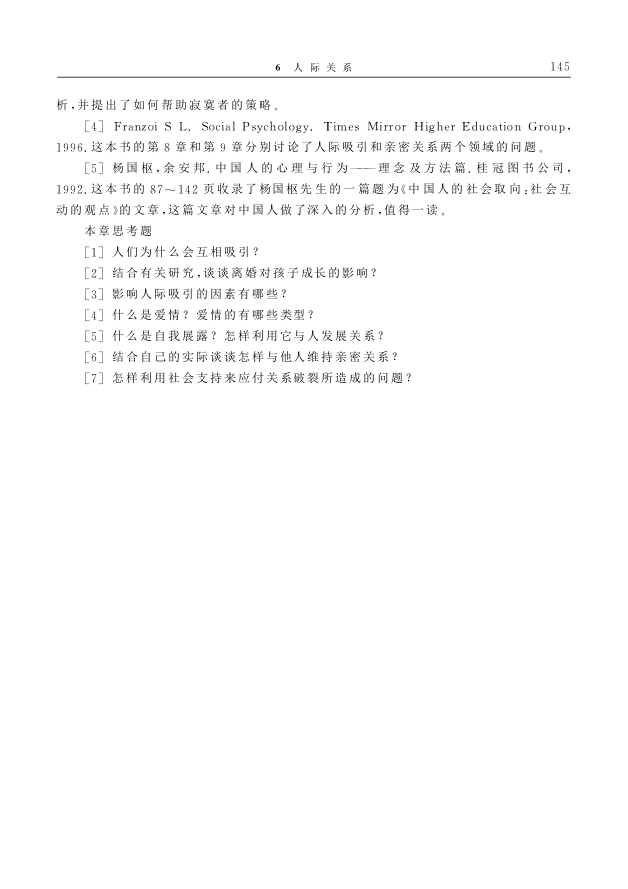 6 人际关系 145
析,并提出了如何帮助寂寞者的策略。
[4] Franzoi S L. Social Psychology. Times Mirror Higher Education Group,
1996.这本书的第 8 章和第 9 章分别讨论了人际吸引和亲密关系两个领域的问题。
[5] 杨国枢,余安邦.中国人的心理与行为——理念及方法篇.桂冠图书公司,
1992.这本书的 87～142 页收录了杨国枢先生的一篇题为《中国人的社会取向:社会互
动的观点》的文章,这篇文章对中国人做了深入的分析,值得一读。
本章思考题
[1] 人们为什么会互相吸引?
[2] 结合有关研究,谈谈离婚对孩子成长的影响?
[3] 影响人际吸引的因素有哪些?
[4] 什么是爱情? 爱情的有哪些类型?
[5] 什么是自我展露? 怎样利用它与人发展关系?
[6] 结合自己的实际谈谈怎样与他人维持亲密关系?
[7] 怎样利用社会支持来应付关系破裂所造成的问题?